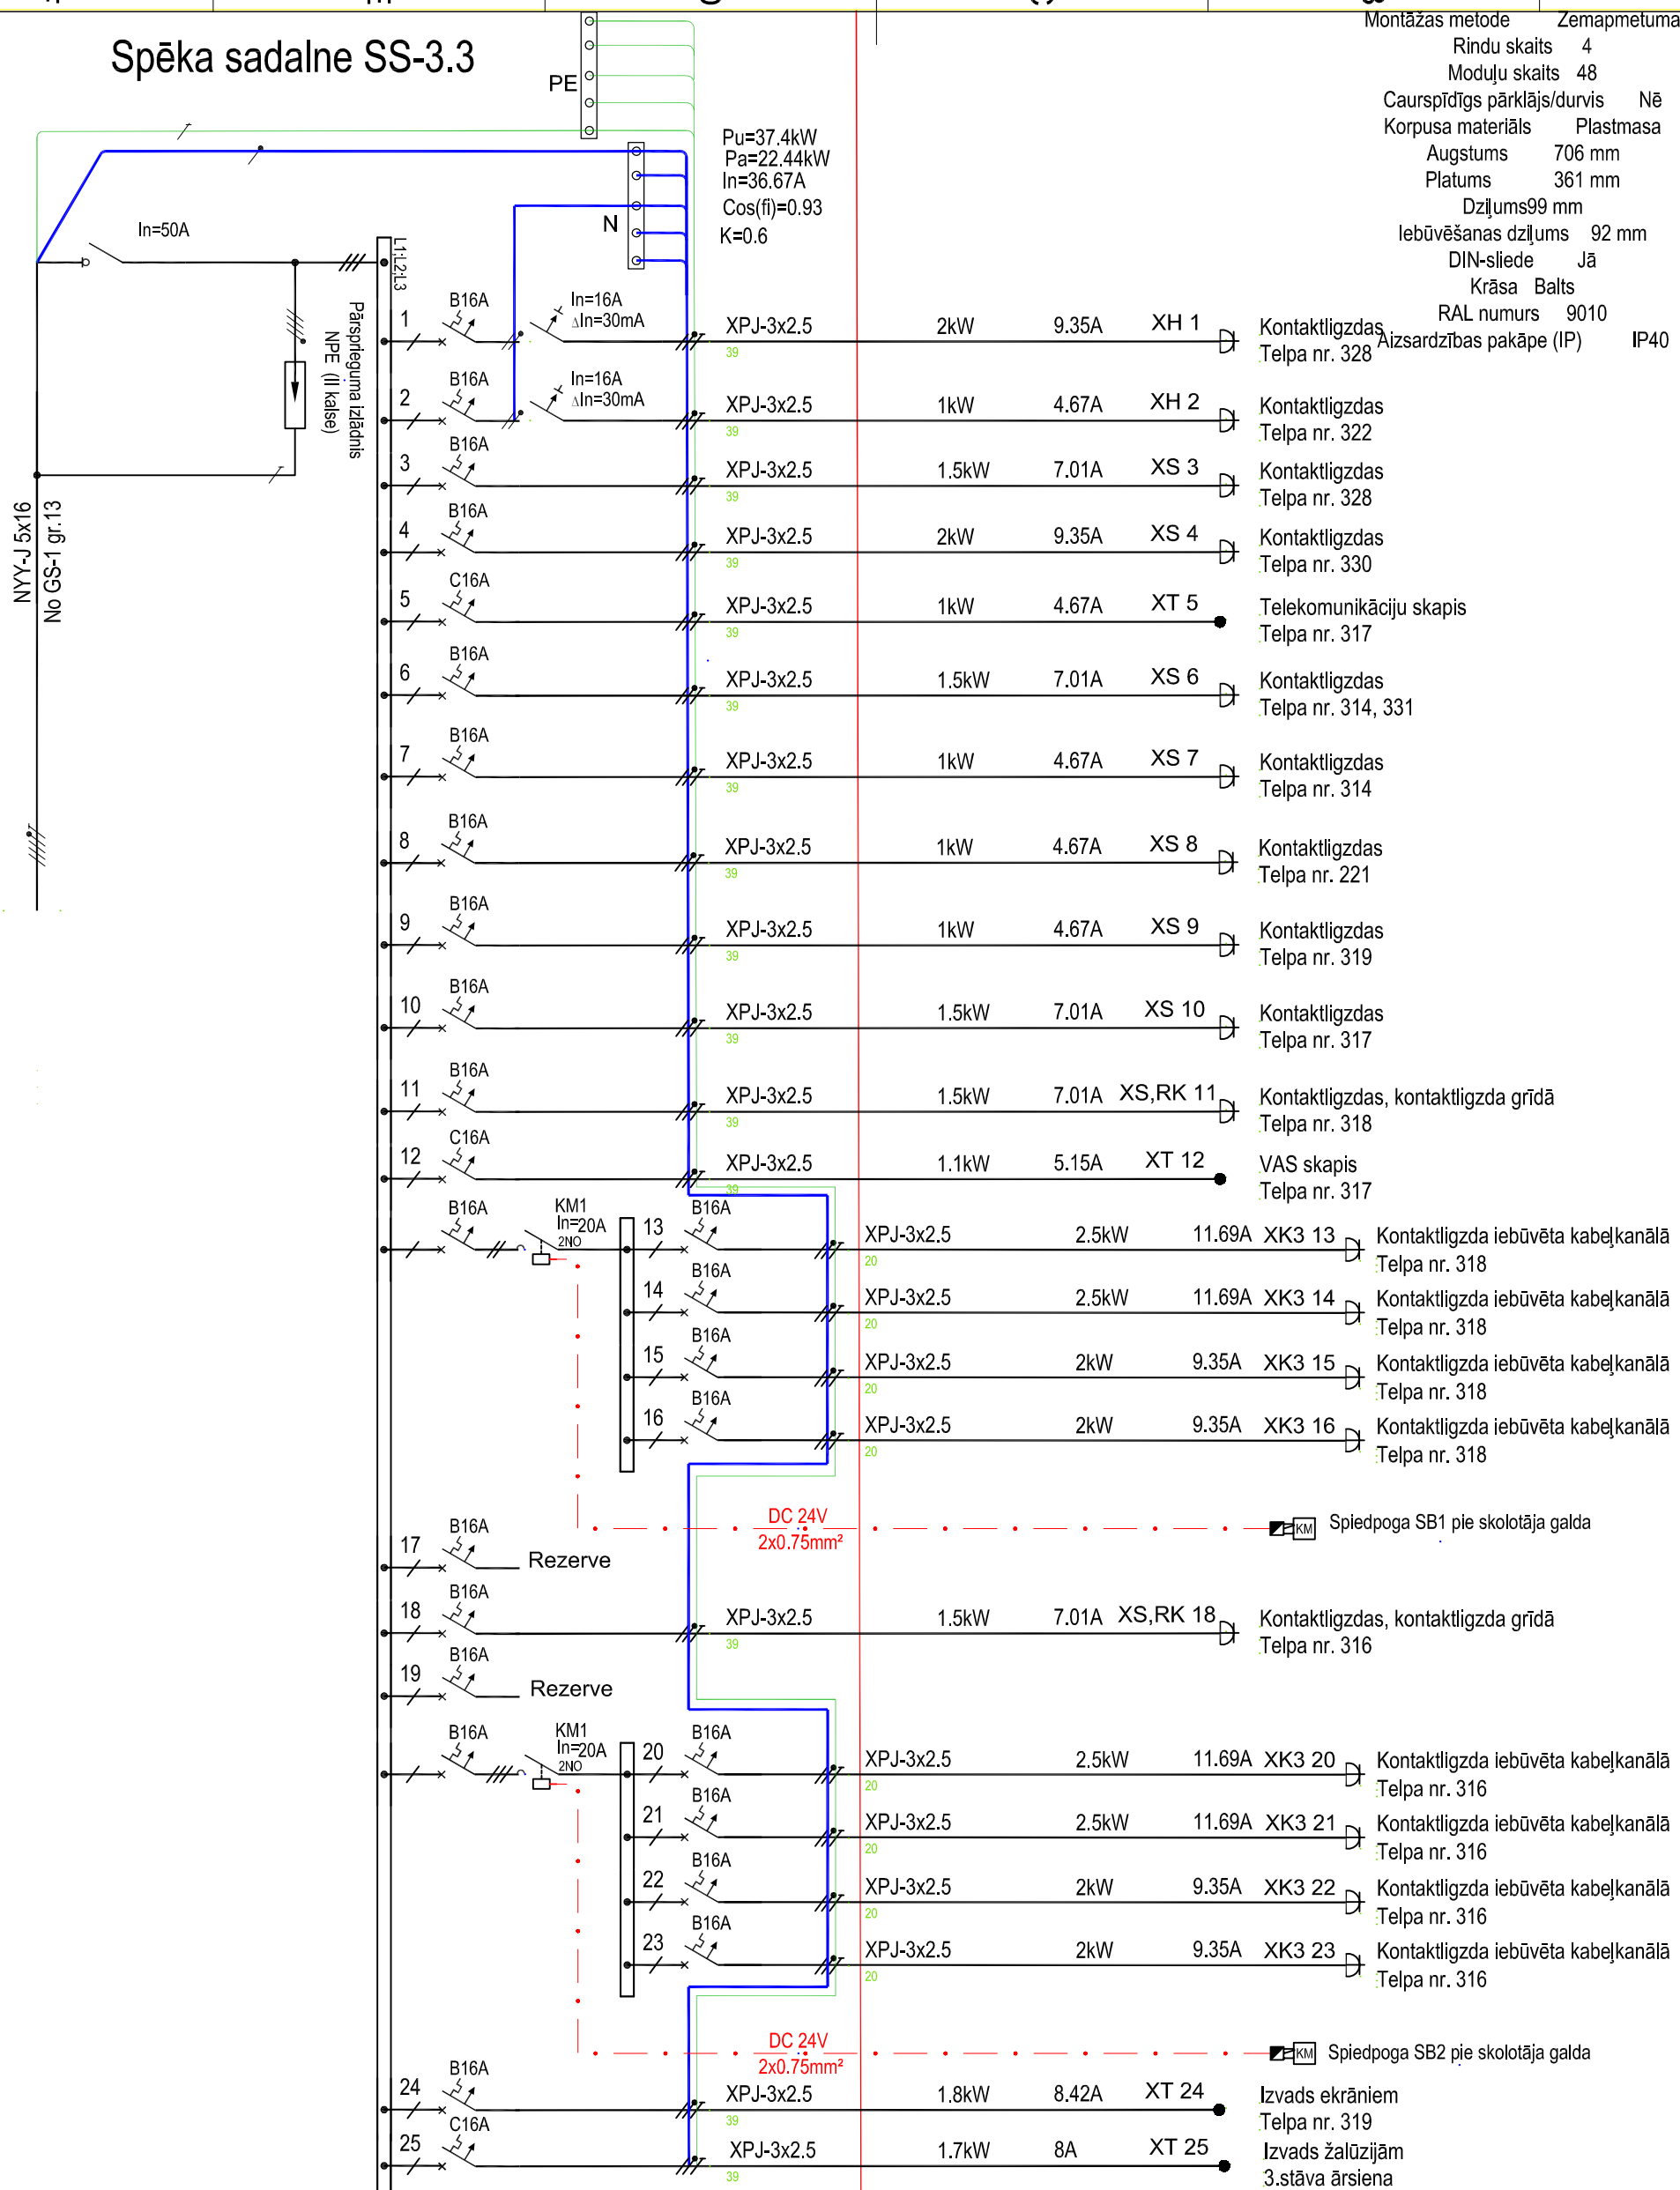 Montāžas metode Zemapmetuma
Rindu skaits 4
Moduļu skaits 48
Caurspīdīgs pārklājs/durvis Nē
Korpusa materiāls Plastmasa
Augstums 706 mm
Platums 361 mm
Dziļums99 mm
Iebūvēšanas dziļums 92 mm
DIN-sliede Jā
Krāsa Balts
RAL numurs 9010
Aizsardzības pakāpe (IP) IP40
Spēka sadalne SS-3.3
PE
N
Pu=37.4kW
Pa=22.44kW
In=36.67A
Cos(fi)=0.93
K=0.6
In=50A
L1;L2;L3
Pārsprieguma izlādnis
NPE (II kalse)
NYY-J 5x16
No GS-1 gr.13
1 B16A In=16A
ΔIn=30mA
XPJ-3x2.5 2kW 9.35A XH 1 Kontaktligzdas
39 Telpa nr. 328
2 B16A In=16A
ΔIn=30mA
XPJ-3x2.5 1kW 4.67A XH 2 Kontaktligzdas
39 Telpa nr. 322
3 B16A XPJ-3x2.5 1.5kW 7.01A XS 3 Kontaktligzdas
39 Telpa nr. 328
4 B16A XPJ-3x2.5 2kW 9.35A XS 4 Kontaktligzdas
39 Telpa nr. 330
5 C16A XPJ-3x2.5 1kW 4.67A XT 5 Telekomunikāciju skapis
39 Telpa nr. 317
6 B16A XPJ-3x2.5 1.5kW 7.01A XS 6 Kontaktligzdas
39 Telpa nr. 314, 331
7 B16A XPJ-3x2.5 1kW 4.67A XS 7 Kontaktligzdas
39 Telpa nr. 314
8 B16A XPJ-3x2.5 1kW 4.67A XS 8 Kontaktligzdas
39 Telpa nr. 221
9 B16A XPJ-3x2.5 1kW 4.67A XS 9 Kontaktligzdas
39 Telpa nr. 319
10 B16A XPJ-3x2.5 1.5kW 7.01A XS 10 Kontaktligzdas
39 Telpa nr. 317
11 B16A XPJ-3x2.5 1.5kW 7.01A XS,RK 11 Kontaktligzdas, kontaktligzda grīdā
39 Telpa nr. 318
12 C16A XPJ-3x2.5 1.1kW 5.15A XT 12 VAS skapis
39 Telpa nr. 317
B16A KM1
In=20A
2NO
13 B16A XPJ-3x2.5 2.5kW 11.69A XK3 13 Kontaktligzda iebūvēta kabeļkanālā
20 Telpa nr. 318
14 B16A XPJ-3x2.5 2.5kW 11.69A XK3 14 Kontaktligzda iebūvēta kabeļkanālā
20 Telpa nr. 318
15 B16A XPJ-3x2.5 2kW 9.35A XK3 15 Kontaktligzda iebūvēta kabeļkanālā
20 Telpa nr. 318
16 B16A XPJ-3x2.5 2kW 9.35A XK3 16 Kontaktligzda iebūvēta kabeļkanālā
20 Telpa nr. 318
DC 24V
2x0.75mm²
KM Spiedpoga SB1 pie skolotāja galda
17 B16A Rezerve
18 B16A XPJ-3x2.5 1.5kW 7.01A XS,RK 18 Kontaktligzdas, kontaktligzda grīdā
39 Telpa nr. 316
19 B16A Rezerve
B16A KM1
In=20A
2NO
20 B16A XPJ-3x2.5 2.5kW 11.69A XK3 20 Kontaktligzda iebūvēta kabeļkanālā
20 Telpa nr. 316
21 B16A XPJ-3x2.5 2.5kW 11.69A XK3 21 Kontaktligzda iebūvēta kabeļkanālā
20 Telpa nr. 316
22 B16A XPJ-3x2.5 2kW 9.35A XK3 22 Kontaktligzda iebūvēta kabeļkanālā
20 Telpa nr. 316
23 B16A XPJ-3x2.5 2kW 9.35A XK3 23 Kontaktligzda iebūvēta kabeļkanālā
20 Telpa nr. 316
DC 24V
2x0.75mm²
KM Spiedpoga SB2 pie skolotāja galda
24 B16A XPJ-3x2.5 1.8kW 8.42A XT 24 Izvads ekrāniem
39 Telpa nr. 319
25 C16A XPJ-3x2.5 1.7kW 8A XT 25 Izvads žalūzijām
39 3.stāva ārsiena